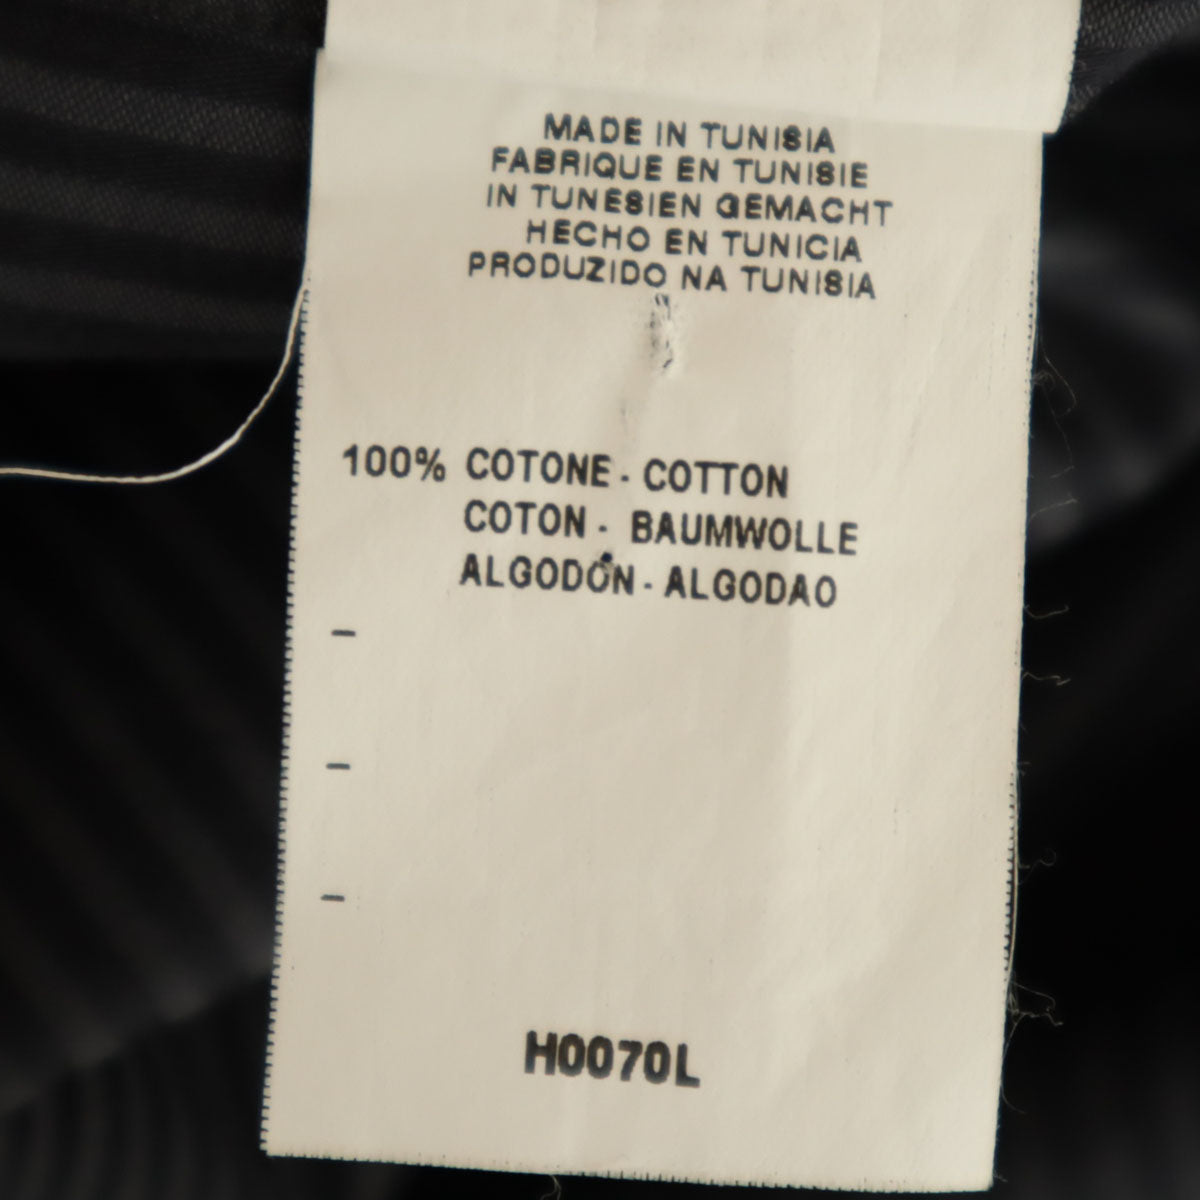 MADE IN TUNISIA
FABRIQUE EN TUNISIE
IN TUNESIEN GEMACHT
HECHO EN TUNICIA
PRODUZIDO NA TUNISIA
100% COTONE - COTTON
COTON - BAUMWOLLE
ALGODÓN - ALGODAO
-
-
-
H0070L